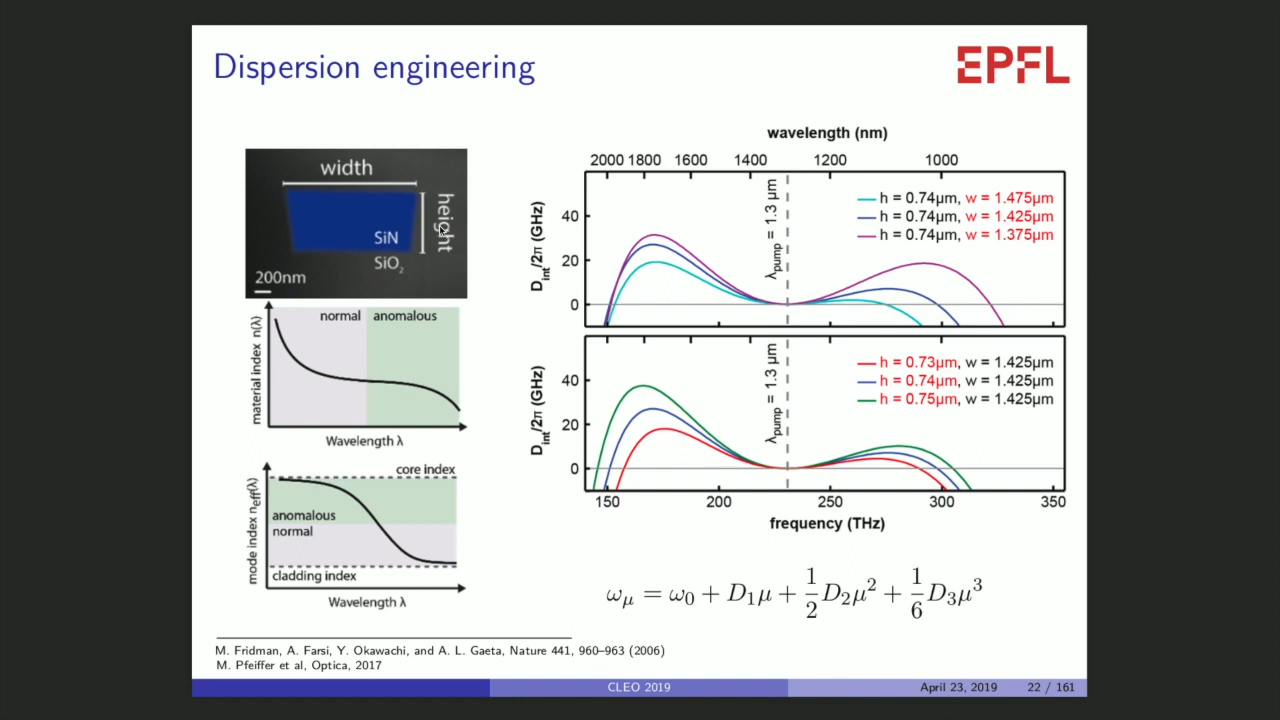 Dispersion engineering
EPFL
width
height
SiN
SiO2
200nm
normal
anomalous
material index n(λ)
Wavelength λ
core index
anomalous
normal
cladding index
mode index neff(λ)
Wavelength λ
wavelength (nm)
2000 1800 1600 1400 1200 1000
Dint/2π (GHz)
40
20
0
λpump = 1.3 µm
h = 0.74µm, w = 1.475µm
h = 0.74µm, w = 1.425µm
h = 0.74µm, w = 1.375µm
Dint/2π (GHz)
40
20
0
λpump = 1.3 µm
h = 0.73µm, w = 1.425µm
h = 0.74µm, w = 1.425µm
h = 0.75µm, w = 1.425µm
150 200 250 300 350
frequency (THz)
ωμ = ω0 + D1μ + 1/2 D2μ² + 1/6 D3μ³
M. Fridman, A. Farsi, Y. Okawachi, and A. L. Gaeta, Nature 441, 960–963 (2006)
M. Pfeiffer et al, Optica, 2017
CLEO 2019
April 23, 2019 22 / 161